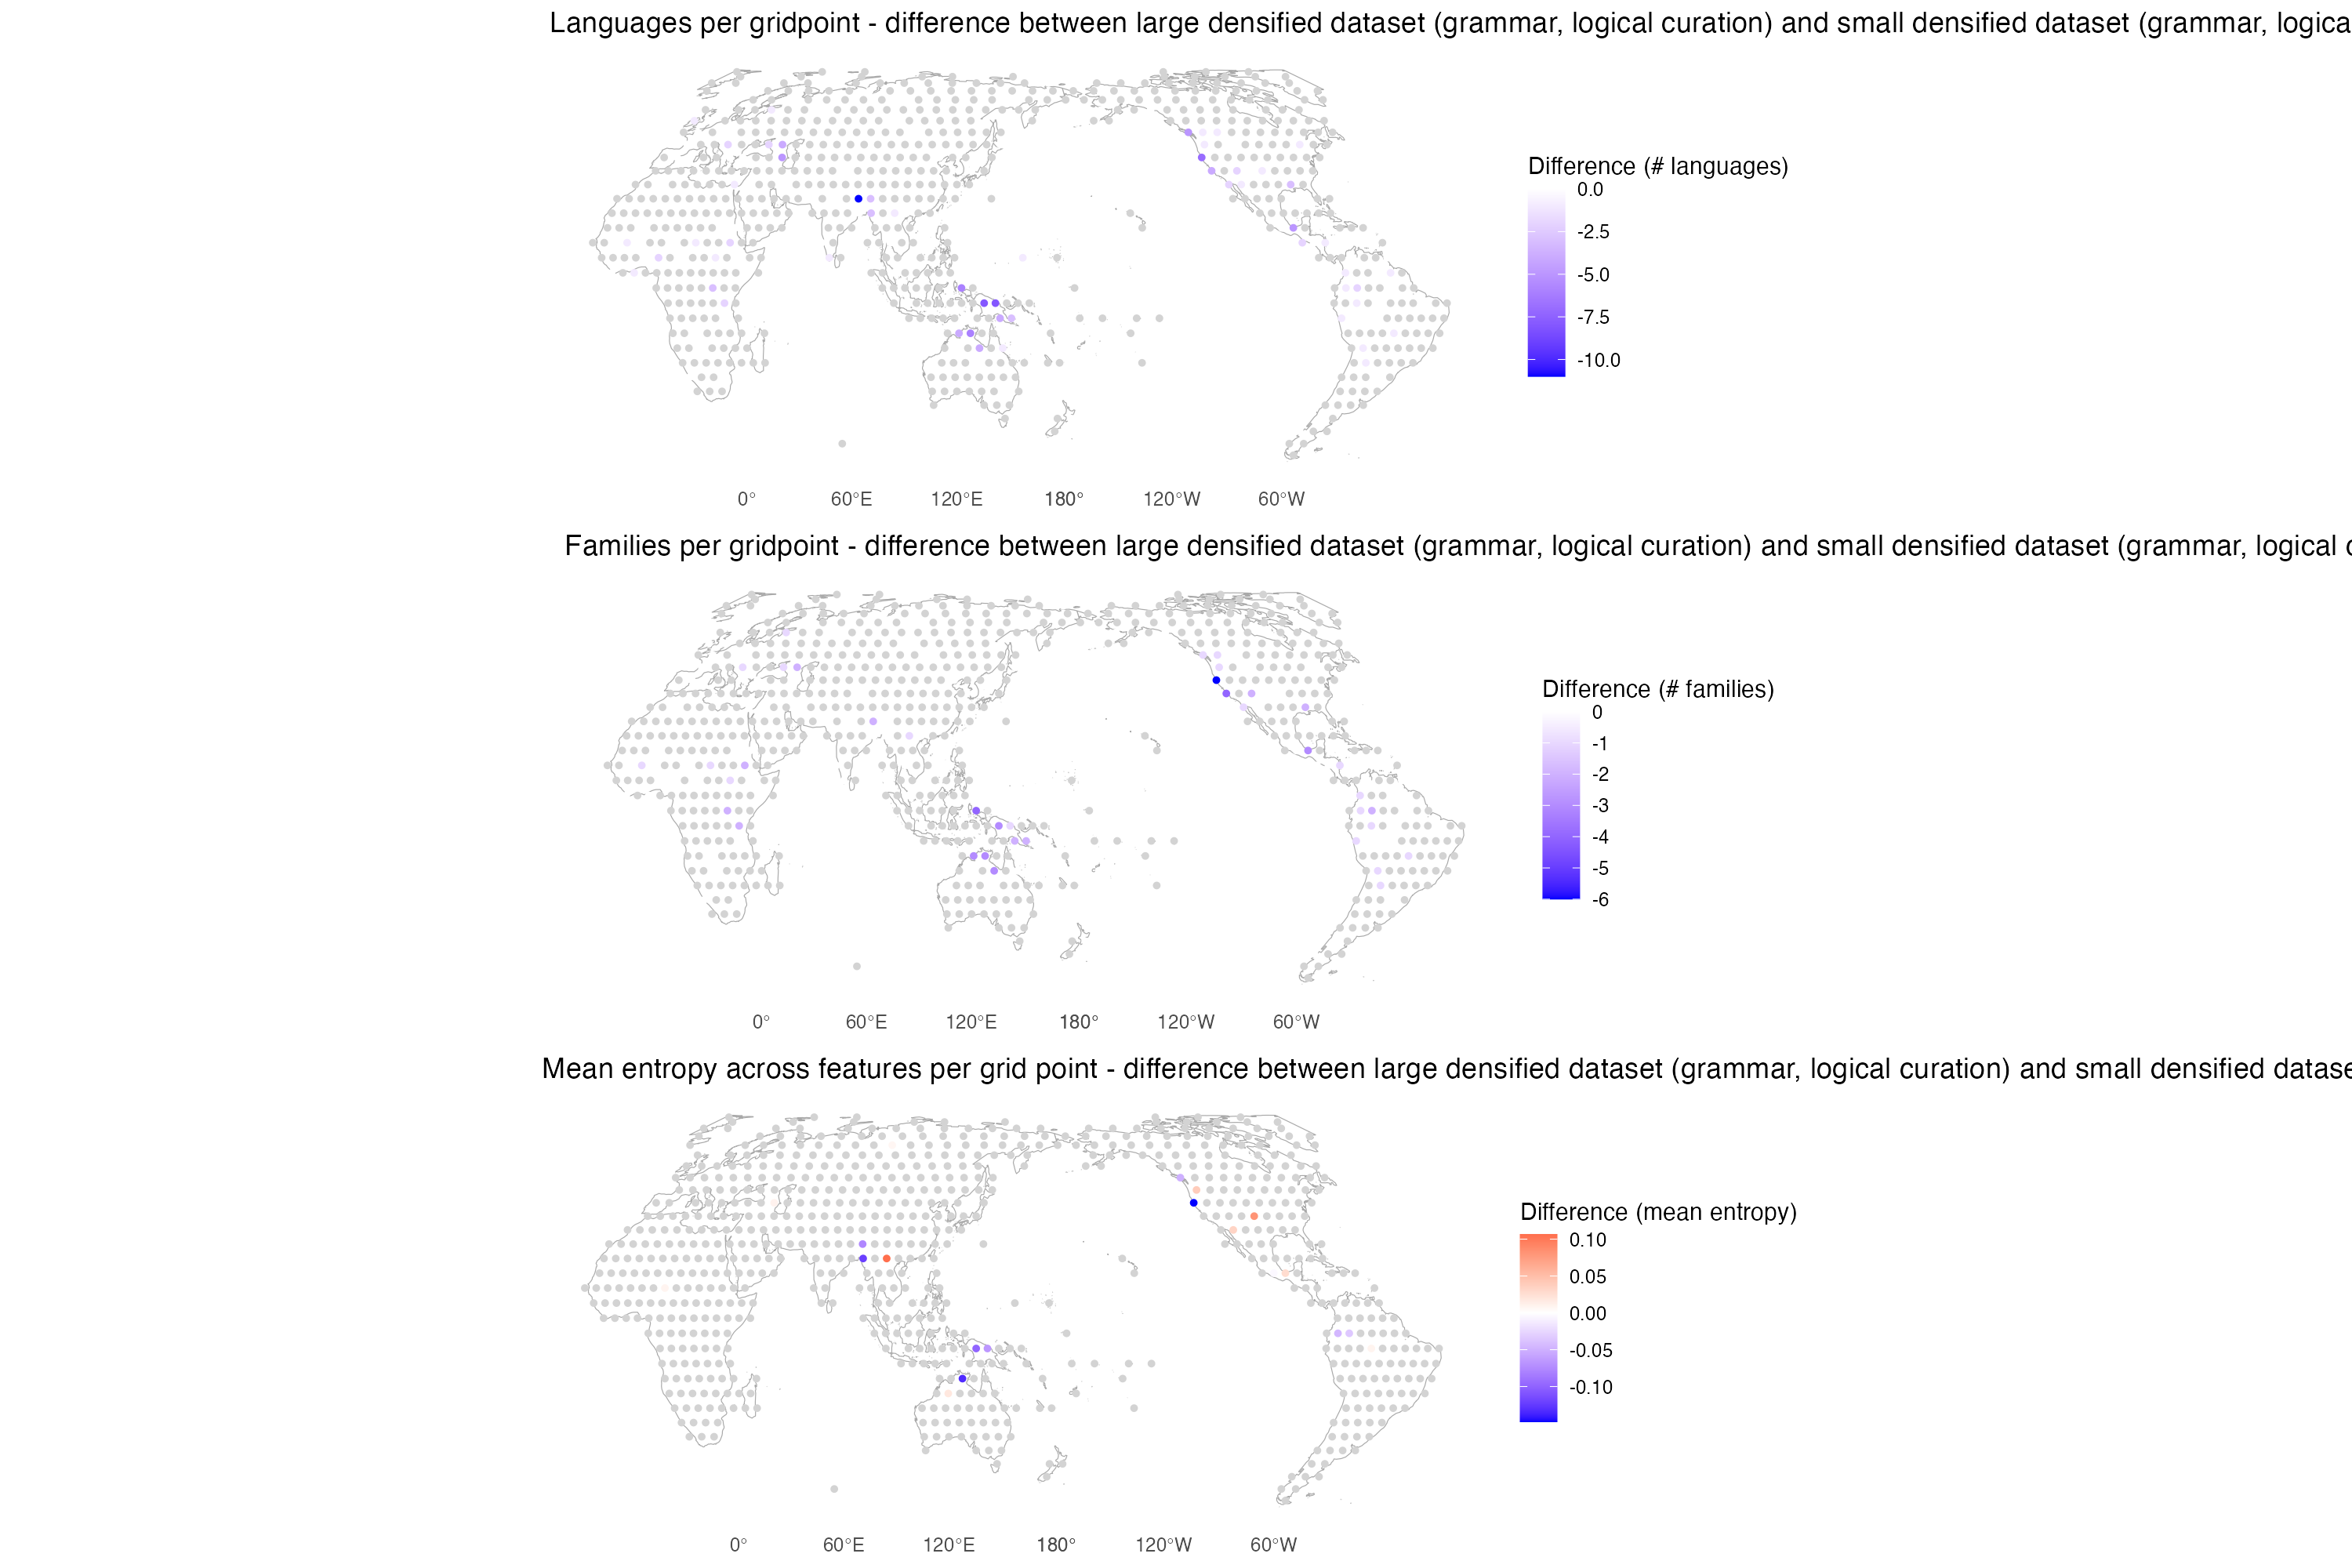 Languages per gridpoint - difference between large densified dataset (grammar, logical curation) and small densified dataset (grammar, logica
Difference (# languages)
0.0
-2.5
-5.0
-7.5
-10.0
0° 60°E 120°E 180° 120°W 60°W
Families per gridpoint - difference between large densified dataset (grammar, logical curation) and small densified dataset (grammar, logical c
Difference (# families)
0
-1
-2
-3
-4
-5
-6
0° 60°E 120°E 180° 120°W 60°W
Mean entropy across features per grid point - difference between large densified dataset (grammar, logical curation) and small densified datase
Difference (mean entropy)
0.10
0.05
0.00
-0.05
-0.10
0° 60°E 120°E 180° 120°W 60°W